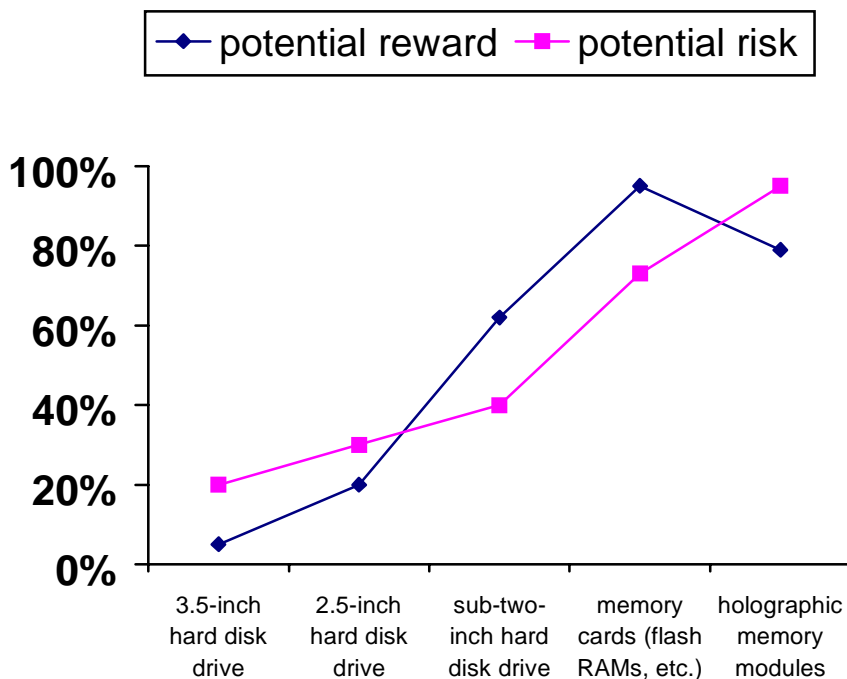 potential reward potential risk
100%
80%
60%
40%
20%
0%
3.5-inch
hard disk
drive
2.5-inch
hard disk
drive
sub-two-
inch hard
disk drive
memory
cards (flash
RAMs, etc.)
holographic
memory
modules